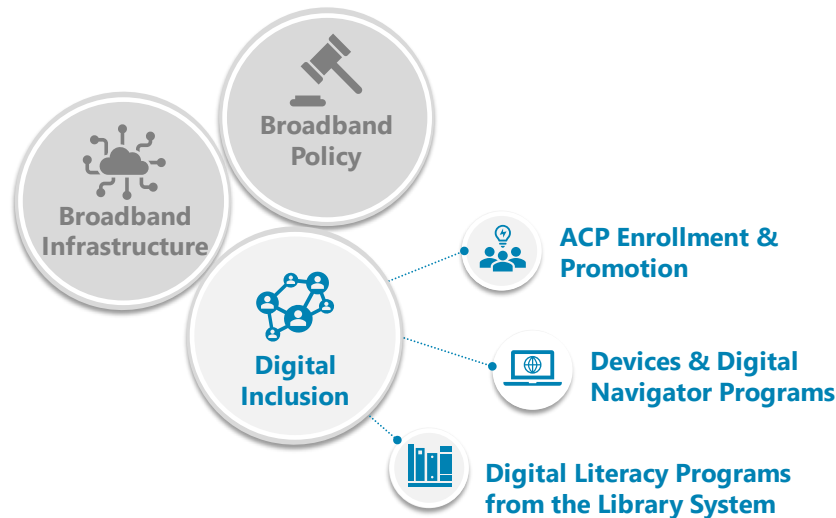 Broadband
Policy
Broadband
Infrastructure
ACP Enrollment &
Promotion
Digital
Inclusion
Devices & Digital
Navigator Programs
Digital Literacy Programs
from the Library System